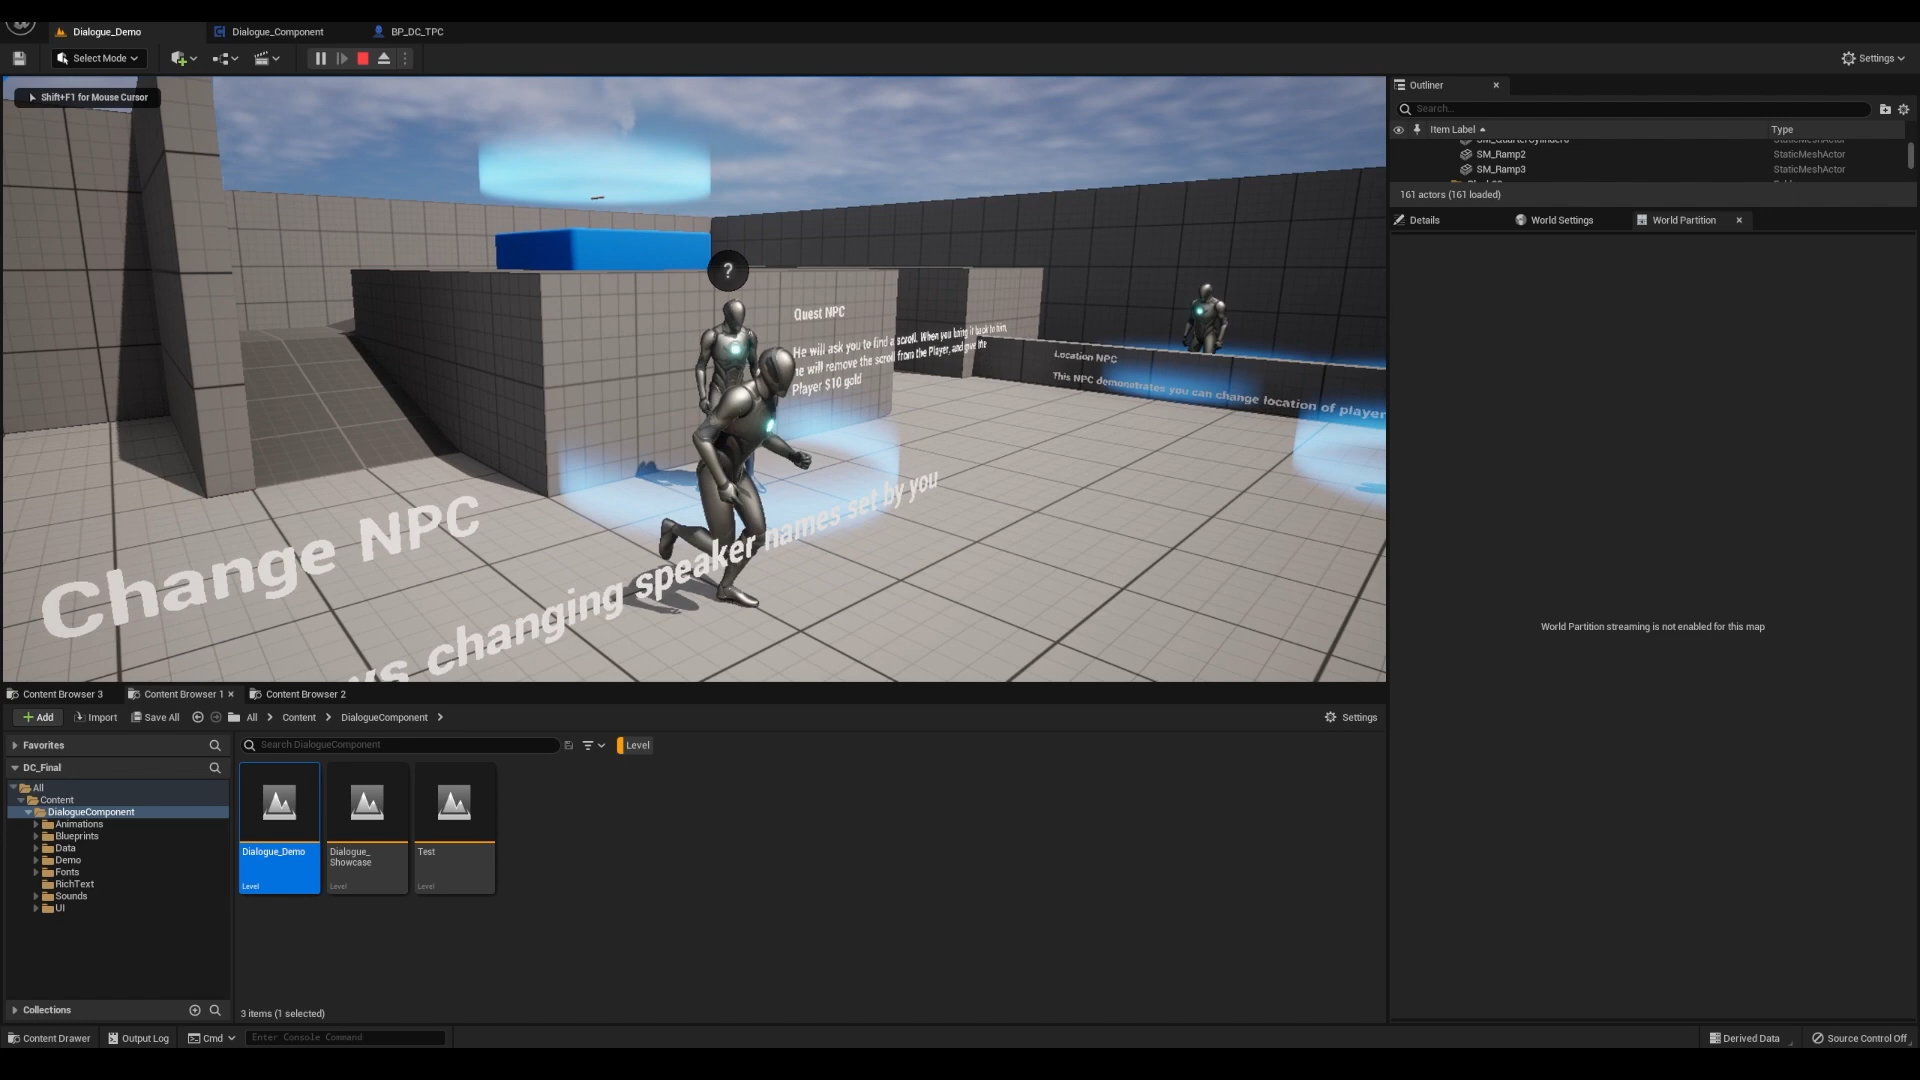 Dialogue_Demo
Dialogue_Component
BP_DC_TPC
Select Mode
Settings
Shift+F1 for Mouse Cursor
?
Quest NPC
He will ask you to find a scroll. When you bring it back to him,
he will remove the scroll from the Player, and give the
Player $10 gold
Location NPC
This NPC demonstrates you can change location of player
Change NPC
changing speaker names set by you
Outliner
Search...
Item Label
Type
StaticMeshActor
SM_Ramp2
StaticMeshActor
SM_Ramp3
StaticMeshActor
161 actors (161 loaded)
Details
World Settings
World Partition
World Partition streaming is not enabled for this map
Content Browser 3
Content Browser 1
Content Browser 2
Add
Import
Save All
All
Content
DialogueComponent
Settings
Favorites
DC_Final
All
Content
DialogueComponent
Animations
Blueprints
Data
Demo
Fonts
RichText
Sounds
UI
Collections
Search DialogueComponent
Level
Dialogue_Demo
Level
Dialogue_
Showcase
Level
Test
Level
3 items (1 selected)
Content Drawer
Output Log
Cmd
Enter Console Command
Derived Data
Source Control Off